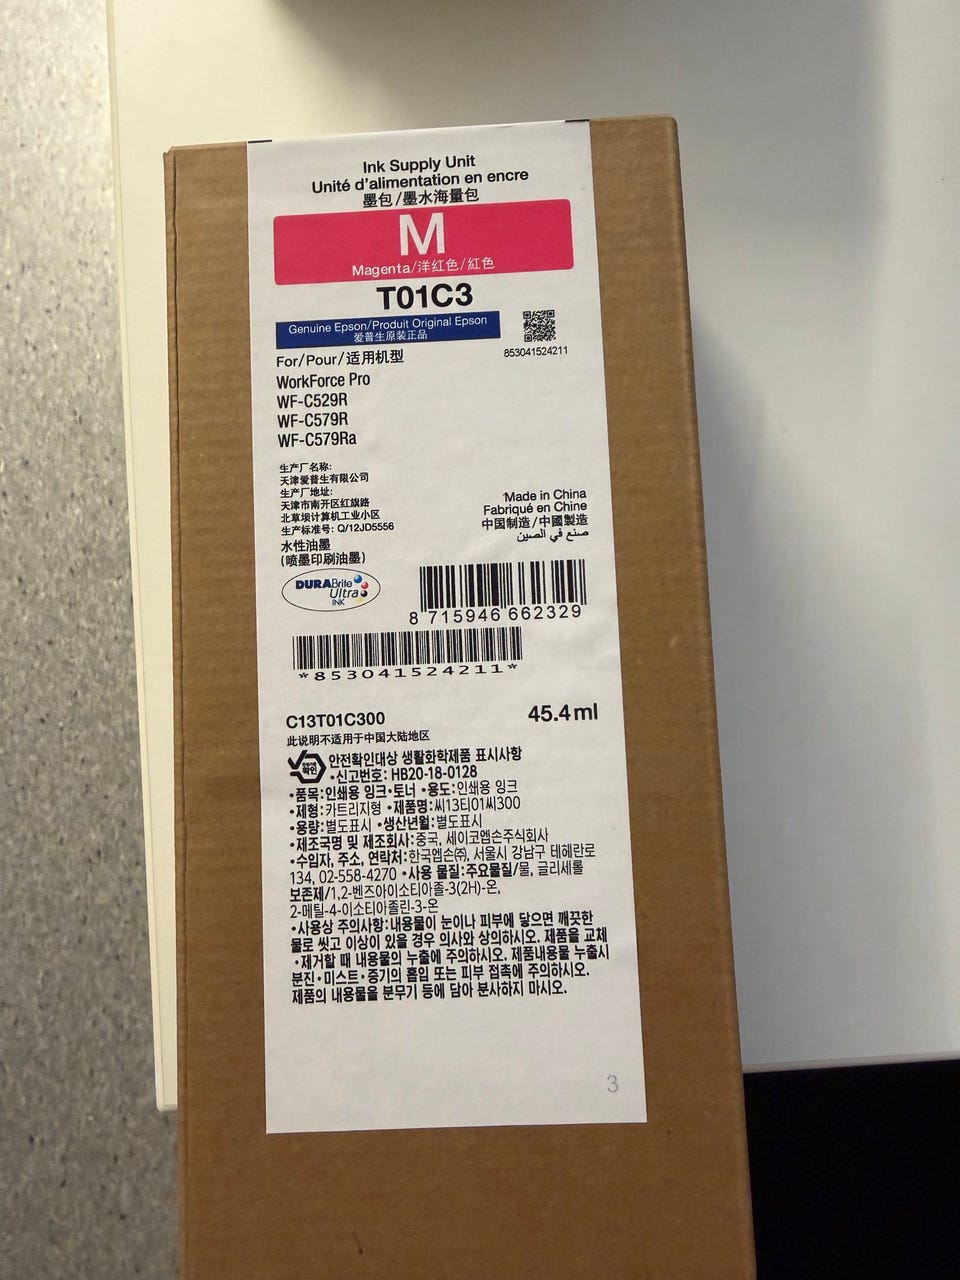 Ink Supply Unit
Unité d'alimentation en encre
墨包/墨水海量包
M
Magenta/洋红色/紅色
T01C3
Genuine Epson/Produit Original Epson
爱普生原装正品
853041524211
For/Pour/适用机型
WorkForce Pro
WF-C529R
WF-C579R
WF-C579Ra
生产厂名称:
天津爱普生有限公司
生产厂地址:
天津市南开区红旗路
北草坝计算机工业小区
生产标准号: Q/12JD5556
水性油墨
(喷墨印刷油墨)
Made in China
Fabriqué en Chine
中国制造/中國製造
صنع في الصين
DURABrite
Ultra
INK
8 715946 662329
*853041524211*
C13T01C300
45.4ml
此说明不适用于中国大陆地区
확인
안전확인대상 생활화학제품 표시사항
•신고번호: HB20-18-0128
•품목:인쇄용 잉크•토너 •용도:인쇄용 잉크
•제형:카트리지형 •제품명:씨13티01씨300
•용량:별도표시 •생산년월:별도표시
•제조국명 및 제조회사:중국, 세이코엡손주식회사
•수입자, 주소, 연락처:한국엡손㈜, 서울시 강남구 테헤란로
134, 02-558-4270 •사용 물질:주요물질/물, 글리세롤
보존제/1,2-벤즈아이소티아졸-3(2H)-온,
2-메틸-4-이소티아졸린-3-온
•사용상 주의사항:내용물이 눈이나 피부에 닿으면 깨끗한
물로 씻고 이상이 있을 경우 의사와 상의하시오. 제품을 교체
•제거할 때 내용물의 누출에 주의하시오. 제품내용물 누출시
분진•미스트•증기의 흡입 또는 피부 접촉에 주의하시오.
제품의 내용물을 분무기 등에 담아 분사하지 마시오.
3